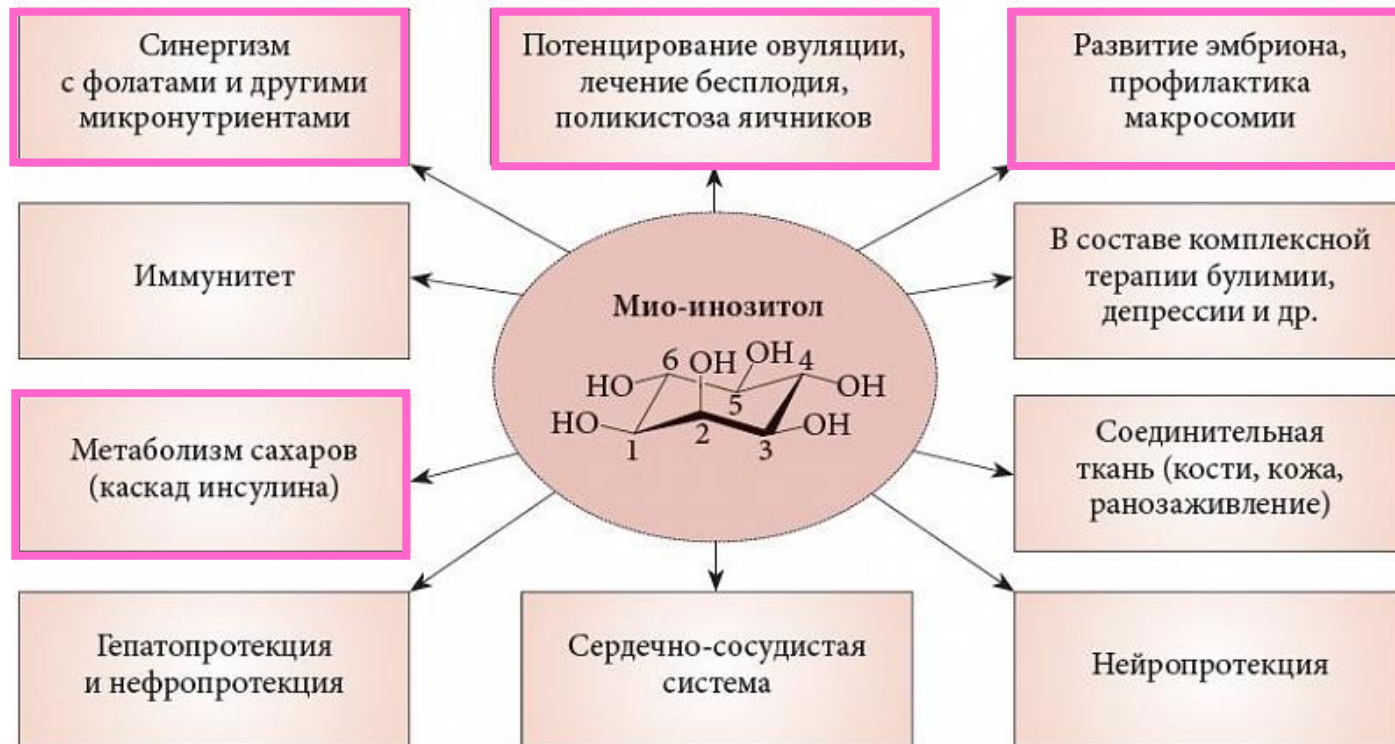 Синергизм
с фолатами и другими
микронутриентами
Потенцирование овуляции,
лечение бесплодия,
поликистоза яичников
Развитие эмбриона,
профилактика
макросомии
Иммунитет
Мио-инозитол
6 OH OH 4
HO 5 OH
HO OH
1 2 3
В составе комплексной
терапии булимии,
депрессии и др.
Метаболизм сахаров
(каскад инсулина)
Соединительная
ткань (кости, кожа,
ранозаживление)
Гепатопротекция
и нефропротекция
Сердечно-сосудистая
система
Нейропротекция